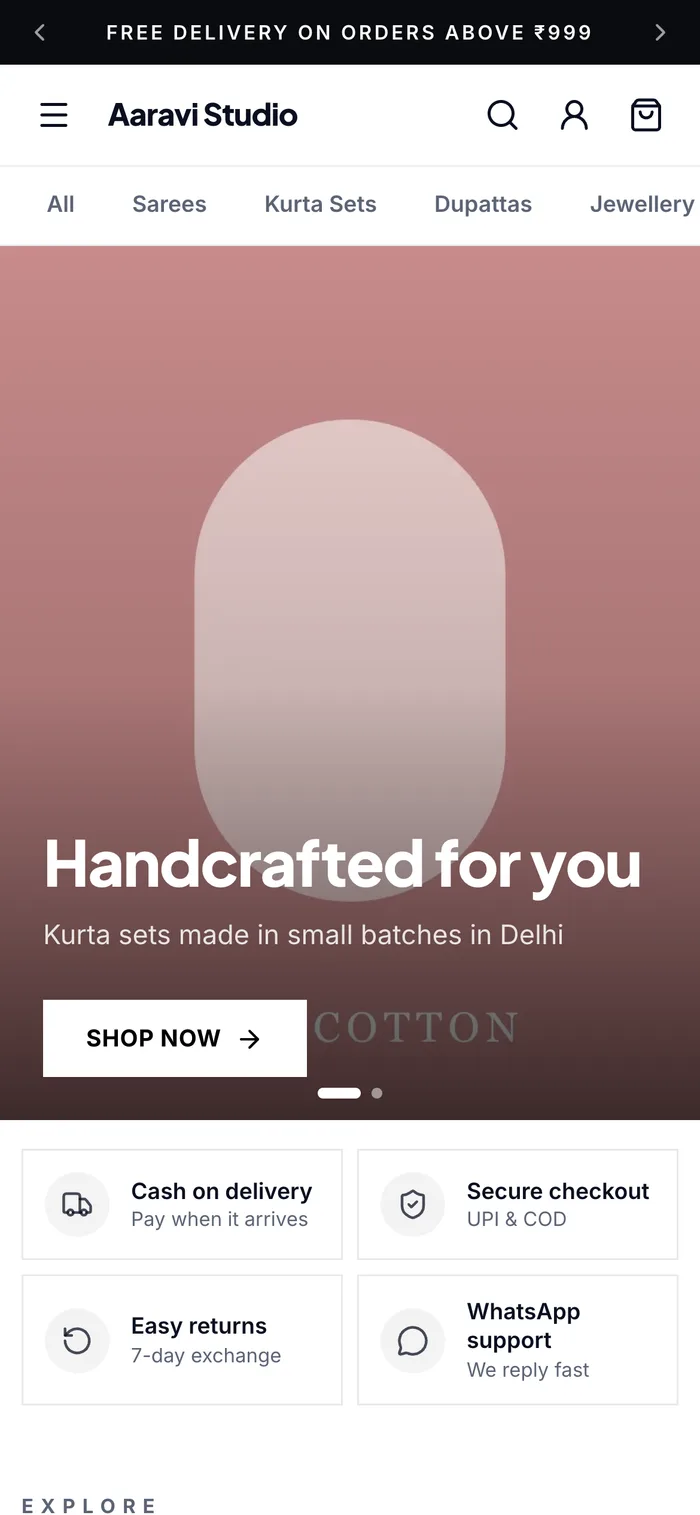 FREE DELIVERY ON ORDERS ABOVE ₹999
Aaravi Studio
All Sarees Kurta Sets Dupattas Jewellery
Handcrafted for you
Kurta sets made in small batches in Delhi
SHOP NOW
COTTON
Cash on delivery
Pay when it arrives
Secure checkout
UPI & COD
Easy returns
7-day exchange
WhatsApp
support
We reply fast
EXPLORE